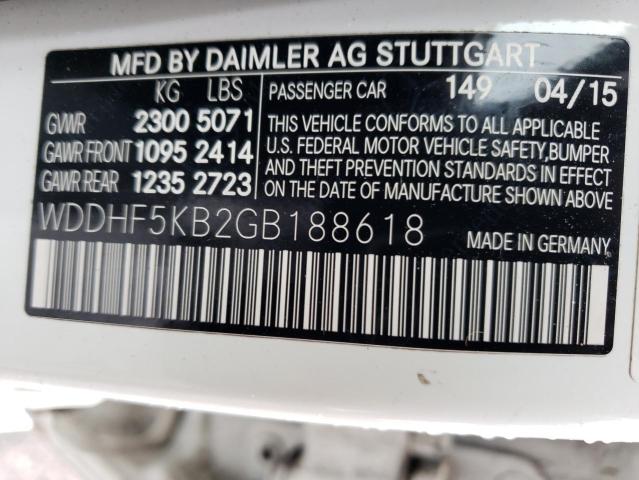 MFD BY DAIMLER AG STUTTGART
KG LBS
PASSENGER CAR 149 04/15
GVWR 2300 5071
GAWR FRONT 1095 2414
GAWR REAR 1235 2723
THIS VEHICLE CONFORMS TO ALL APPLICABLE
U.S. FEDERAL MOTOR VEHICLE SAFETY, BUMPER
AND THEFT PREVENTION STANDARDS IN EFFECT
ON THE DATE OF MANUFACTURE SHOWN ABOVE.
WDDHF5KB2GB188618
MADE IN GERMANY